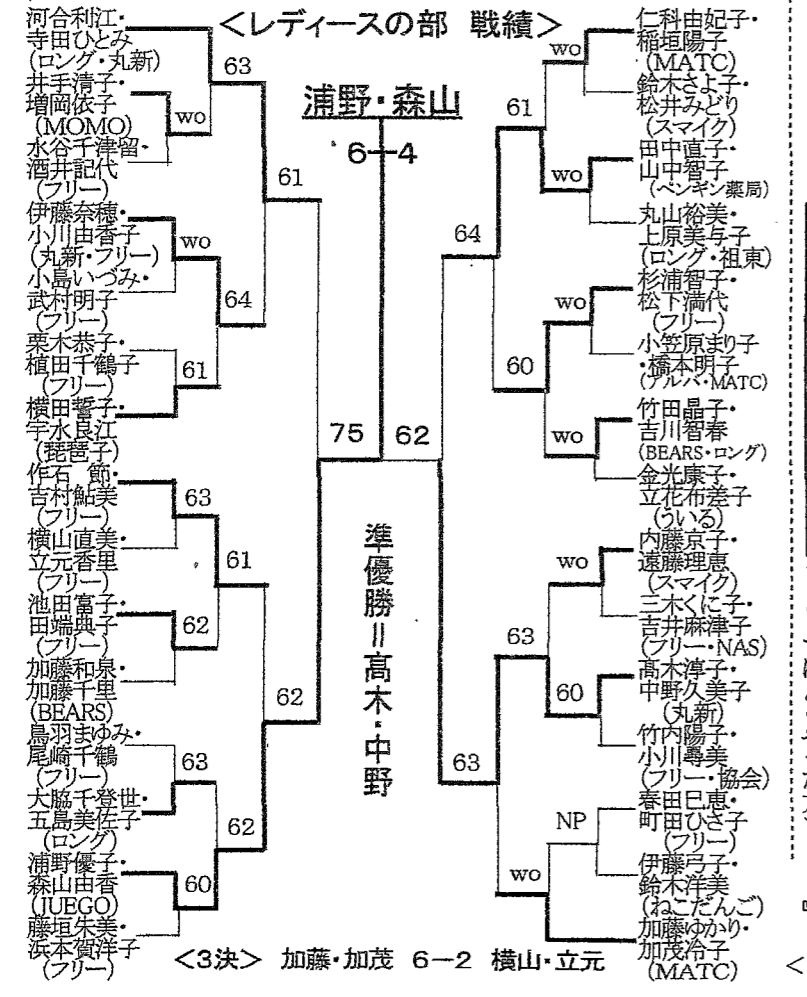 ＜レディースの部 戦績＞
河合利江・
寺田ひとみ
(ロング・丸新)
井手清子・
増岡依子
(MOMO)
水谷千津留・
酒井記代
(フリー)
伊藤奈穂・
小川由香子
(丸新・フリー)
小島いづみ・
武村明子
(フリー)
栗木恭子・
植田千鶴子
(フリー)
横田誓子・
宇水良江
(琵琶子)
作石 節・
吉村鮎美
(フリー)
横山直美・
立元香里
(フリー)
池田富子・
田端典子
(フリー)
加藤和泉・
加藤千里
(BEARS)
鳥羽まゆみ・
尾崎千鶴
(フリー)
大脇千登世・
五島美佐子
(ロング)
浦野優子・
森山由香
(JUEGO)
藤垣朱美・
浜本賀洋子
(フリー)
wo
wo
61
63
62
63
60
63
64
61
62
61
62
75
浦野・森山
6-4
準優勝＝髙木・中野
62
64
63
61
60
63
wo
wo
wo
wo
wo
wo
60
NP
仁科由妃子・
稲垣陽子
(MATC)
鈴木さよ子・
松井みどり
(スマイク)
田中直子・
山中智子
(ペンギン薬局)
丸山裕美・
上原美与子
(ロング・祖東)
杉浦智子・
松下満代
(フリー)
小笠原まり子
・橋本明子
(アルバ・MATC)
竹田晶子・
吉川智春
(BEARS・ロング)
金光康子・
立花布差子
(ういる)
内藤京子・
遠藤理恵
(スマイク)
三木くに子・
吉井麻津子
(フリー・NAS)
髙木淳子・
中野久美子
(丸新)
竹内陽子・
小川尋美
(フリー・協会)
春田巳恵・
町田ひさ子
(フリー)
伊藤弓子・
鈴木洋美
(ねこだんご)
加藤ゆかり・
加茂冷子
(MATC)
＜3決＞ 加藤・加茂 6-2 横山・立元